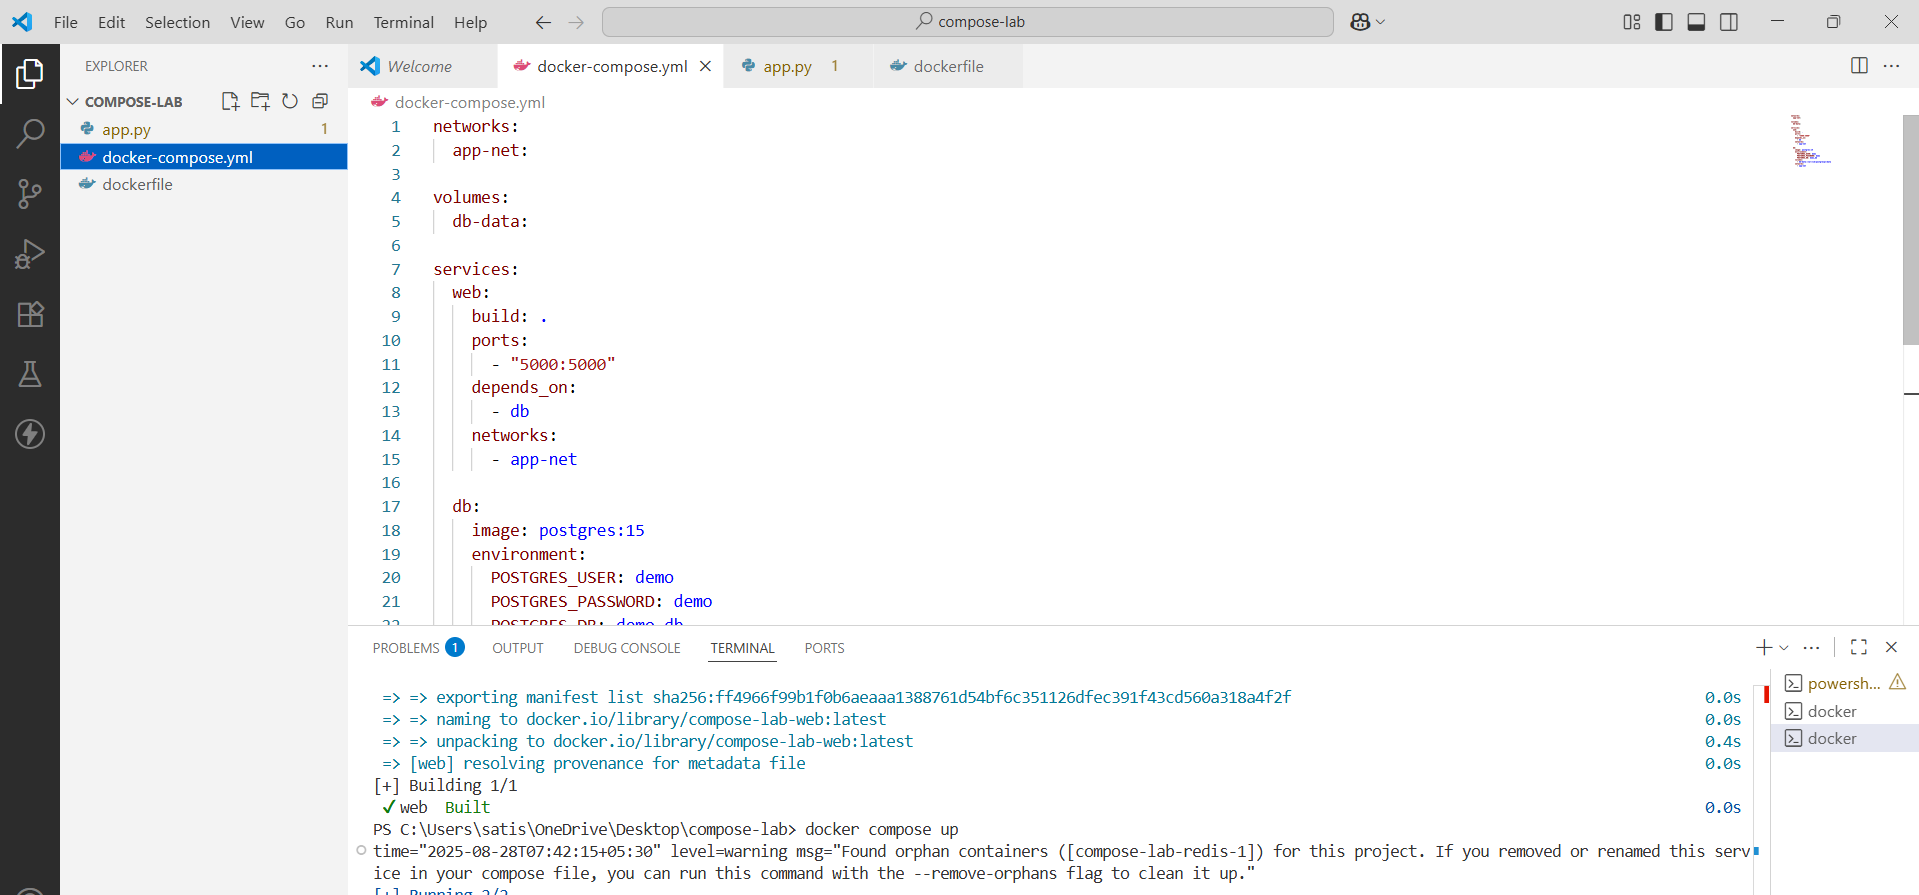 File Edit Selection View Go Run Terminal Help
compose-lab
EXPLORER
COMPOSE-LAB
app.py 1
docker-compose.yml
dockerfile
Welcome docker-compose.yml app.py 1 dockerfile
docker-compose.yml
1 networks:
2 app-net:
3
4 volumes:
5 db-data:
6
7 services:
8 web:
9 build: .
10 ports:
11 - "5000:5000"
12 depends_on:
13 - db
14 networks:
15 - app-net
16
17 db:
18 image: postgres:15
19 environment:
20 POSTGRES_USER: demo
21 POSTGRES_PASSWORD: demo
22 POSTGRES_DB: demo_db
PROBLEMS 1 OUTPUT DEBUG CONSOLE TERMINAL PORTS
=> => exporting manifest list sha256:ff4966f99b1f0b6aeaaa1388761d54bf6c351126dfec391f43cd560a318a4f2f 0.0s
=> => naming to docker.io/library/compose-lab-web:latest 0.0s
=> => unpacking to docker.io/library/compose-lab-web:latest 0.4s
=> [web] resolving provenance for metadata file 0.0s
[+] Building 1/1
✓web Built 0.0s
PS C:\Users\satis\OneDrive\Desktop\compose-lab> docker compose up
time="2025-08-28T07:42:15+05:30" level=warning msg="Found orphan containers ([compose-lab-redis-1]) for this project. If you removed or renamed this serv
ice in your compose file, you can run this command with the --remove-orphans flag to clean it up."
[+] Running 2/2
powersh...
docker
docker